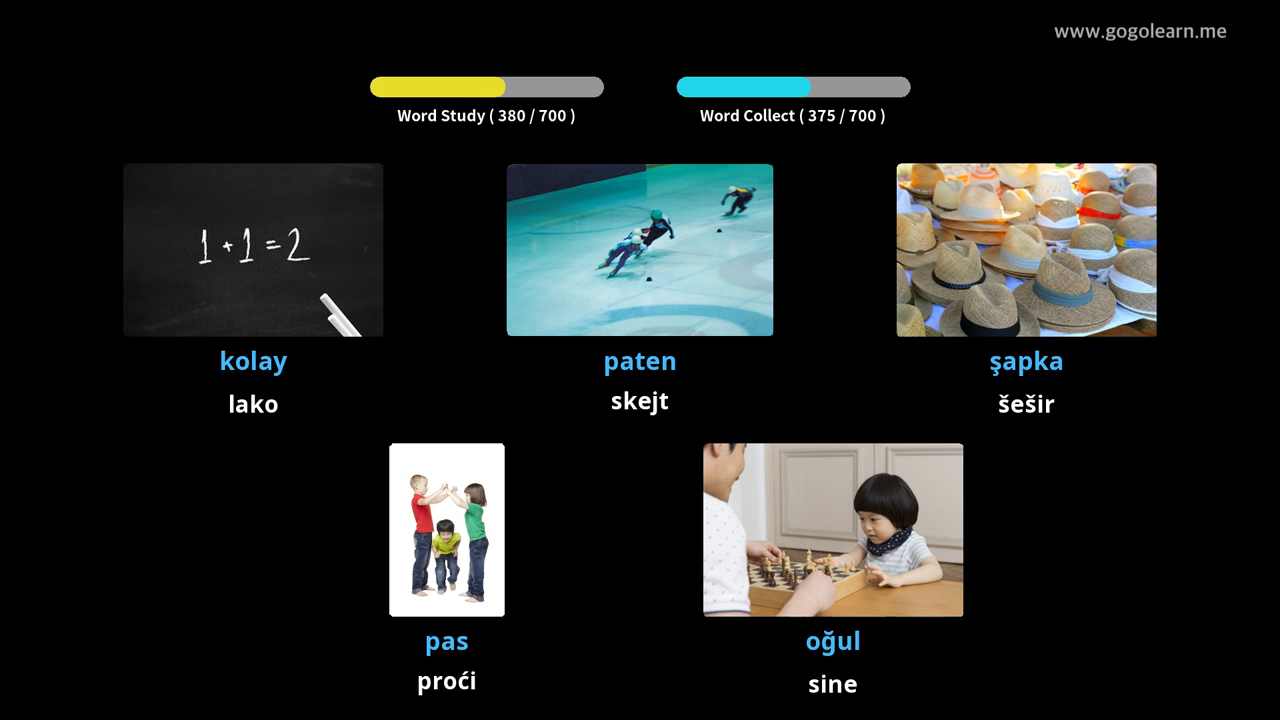 www.gogolearn.me
Word Study ( 380 / 700 )
Word Collect ( 375 / 700 )
1 + 1 = 2
kolay
lako
paten
skejt
şapka
šešir
pas
proći
oğul
sine